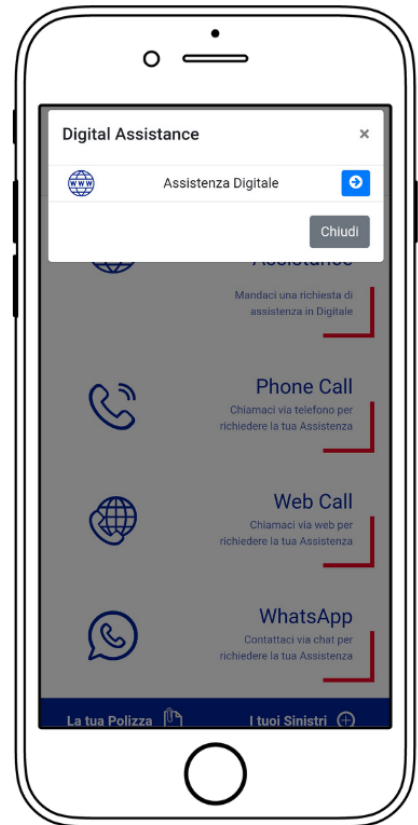 Digital Assistance ×
WWW Assistenza Digitale
Chiudi
Assistance
Mandaci una richiesta di
assistenza in Digitale
Phone Call
Chiamaci via telefono per
richiedere la tua Assistenza
Web Call
Chiamaci via web per
richiedere la tua Assistenza
WhatsApp
Contattaci via chat per
richiedere la tua Assistenza
La tua Polizza I tuoi Sinistri